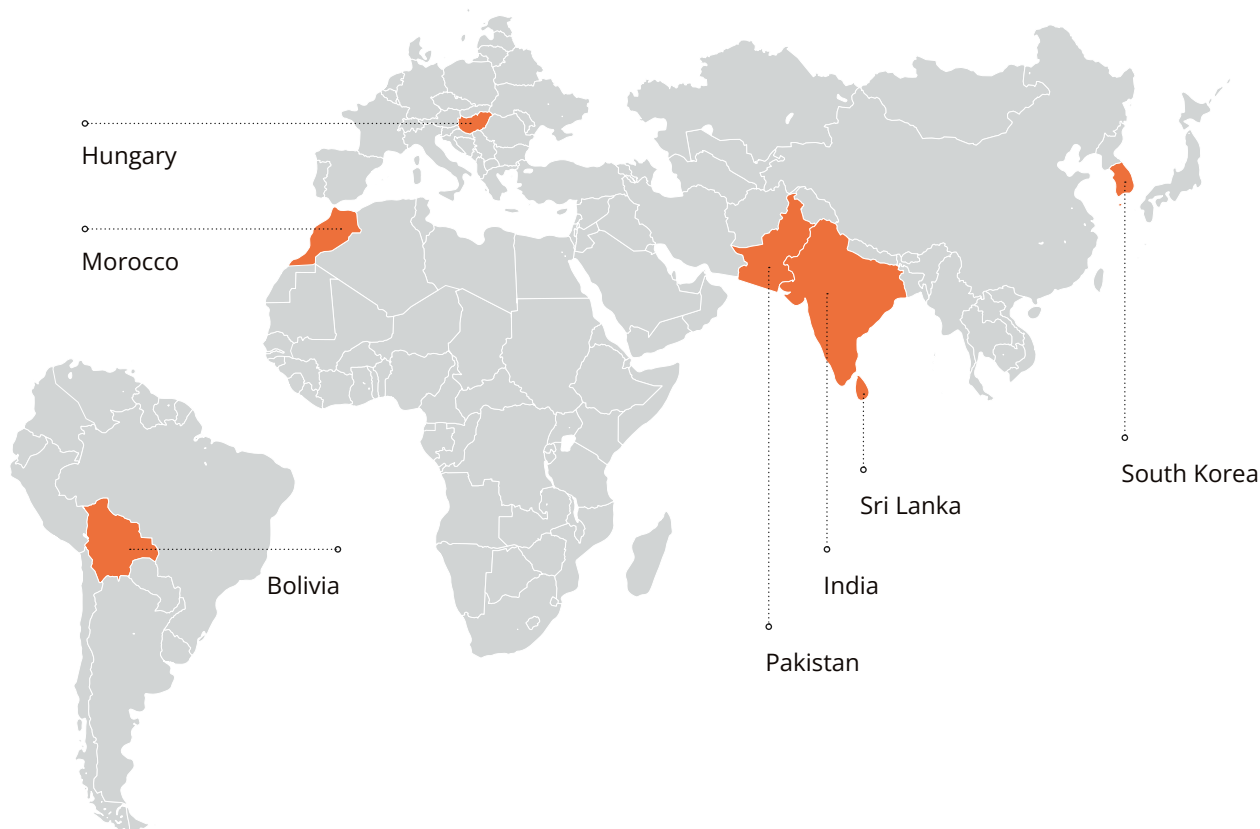 Hungary
Morocco
South Korea
Sri Lanka
Bolivia
India
Pakistan